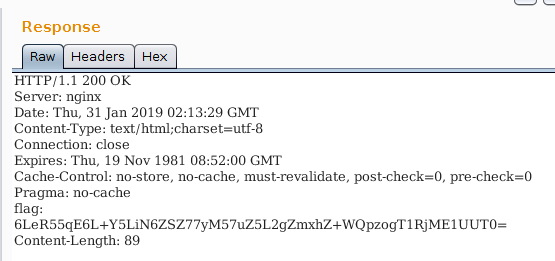 Response
Raw Headers Hex
HTTP/1.1 200 OK
Server: nginx
Date: Thu, 31 Jan 2019 02:13:29 GMT
Content-Type: text/html;charset=utf-8
Connection: close
Expires: Thu, 19 Nov 1981 08:52:00 GMT
Cache-Control: no-store, no-cache, must-revalidate, post-check=0, pre-check=0
Pragma: no-cache
flag:
6LeR55qE6L+Y5LiN6ZSZ77yM57uZ5L2gZmxhZ+WQpzogT1RjME1UUT0=
Content-Length: 89